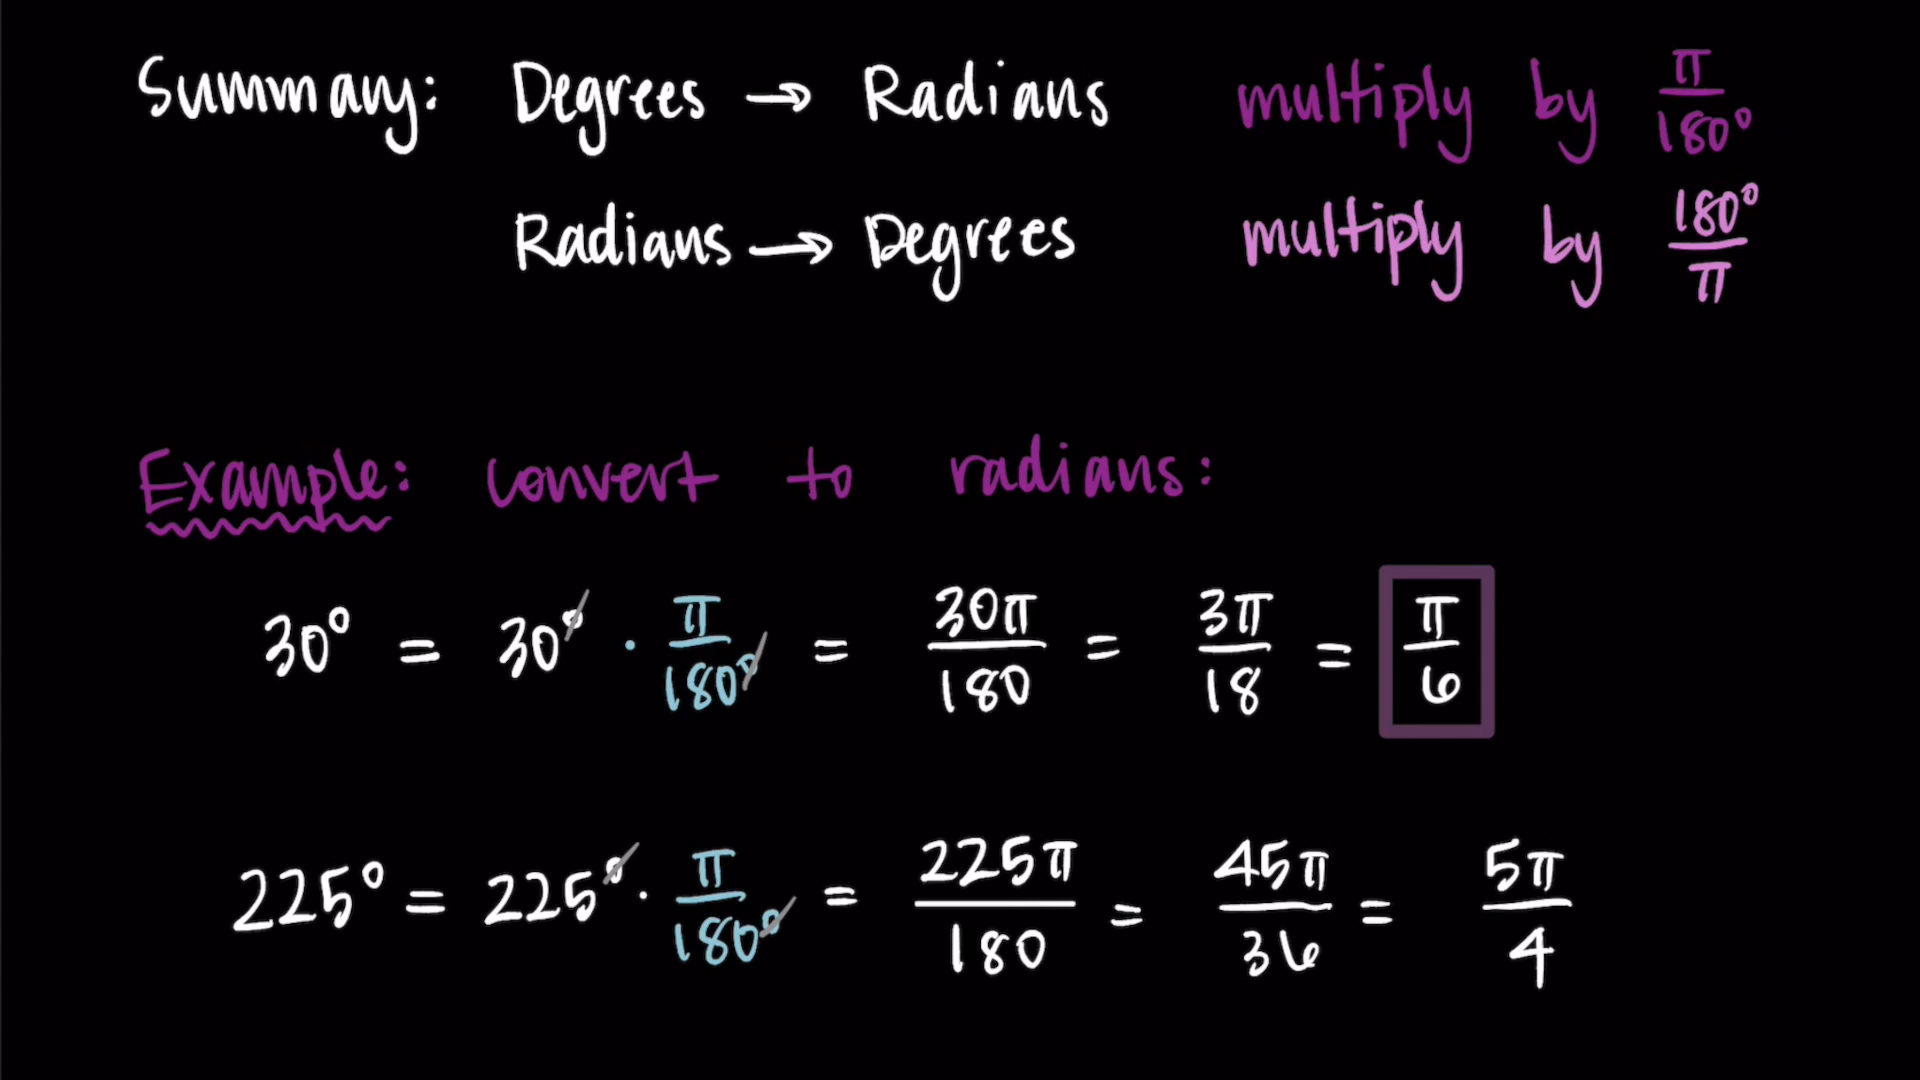 Summary: Degrees → Radians multiply by π/180°
Radians → Degrees multiply by 180°/π
Example: convert to radians:
30° = 30° · π/180° = 30π/180 = 3π/18 = π/6
225° = 225° · π/180° = 225π/180 = 45π/36 = 5π/4